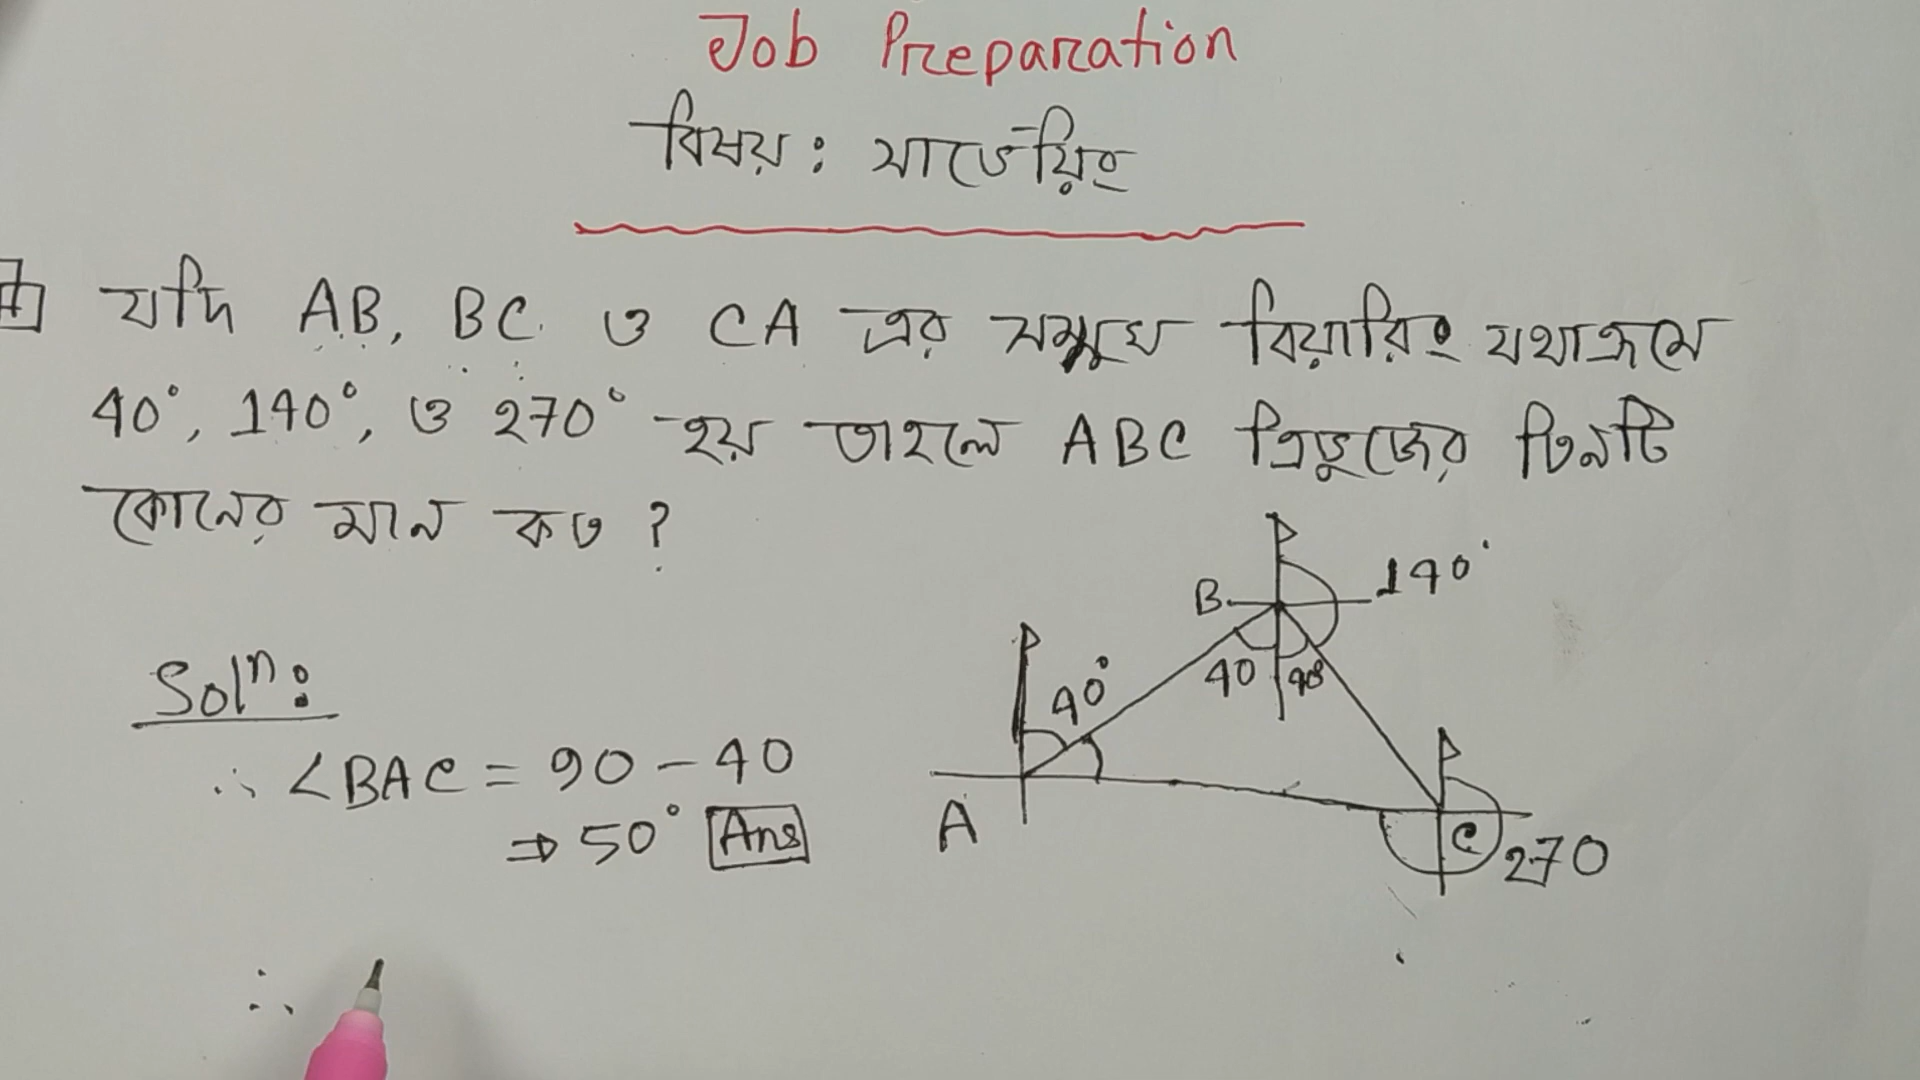 Job Preparation
বিষয় : সার্ভেয়িং
যদি AB, BC ও CA এর সম্মুখ বিয়ারিং যথাক্রমে
40°, 140°, ও 270° হয় তাহলে ABC ত্রিভুজের তিনটি
কোনের মান কত ?
B 140°
Soln:
40° 40 40
∴ ∠BAC = 90 - 40
⇒ 50° Ans
A C 270
∴